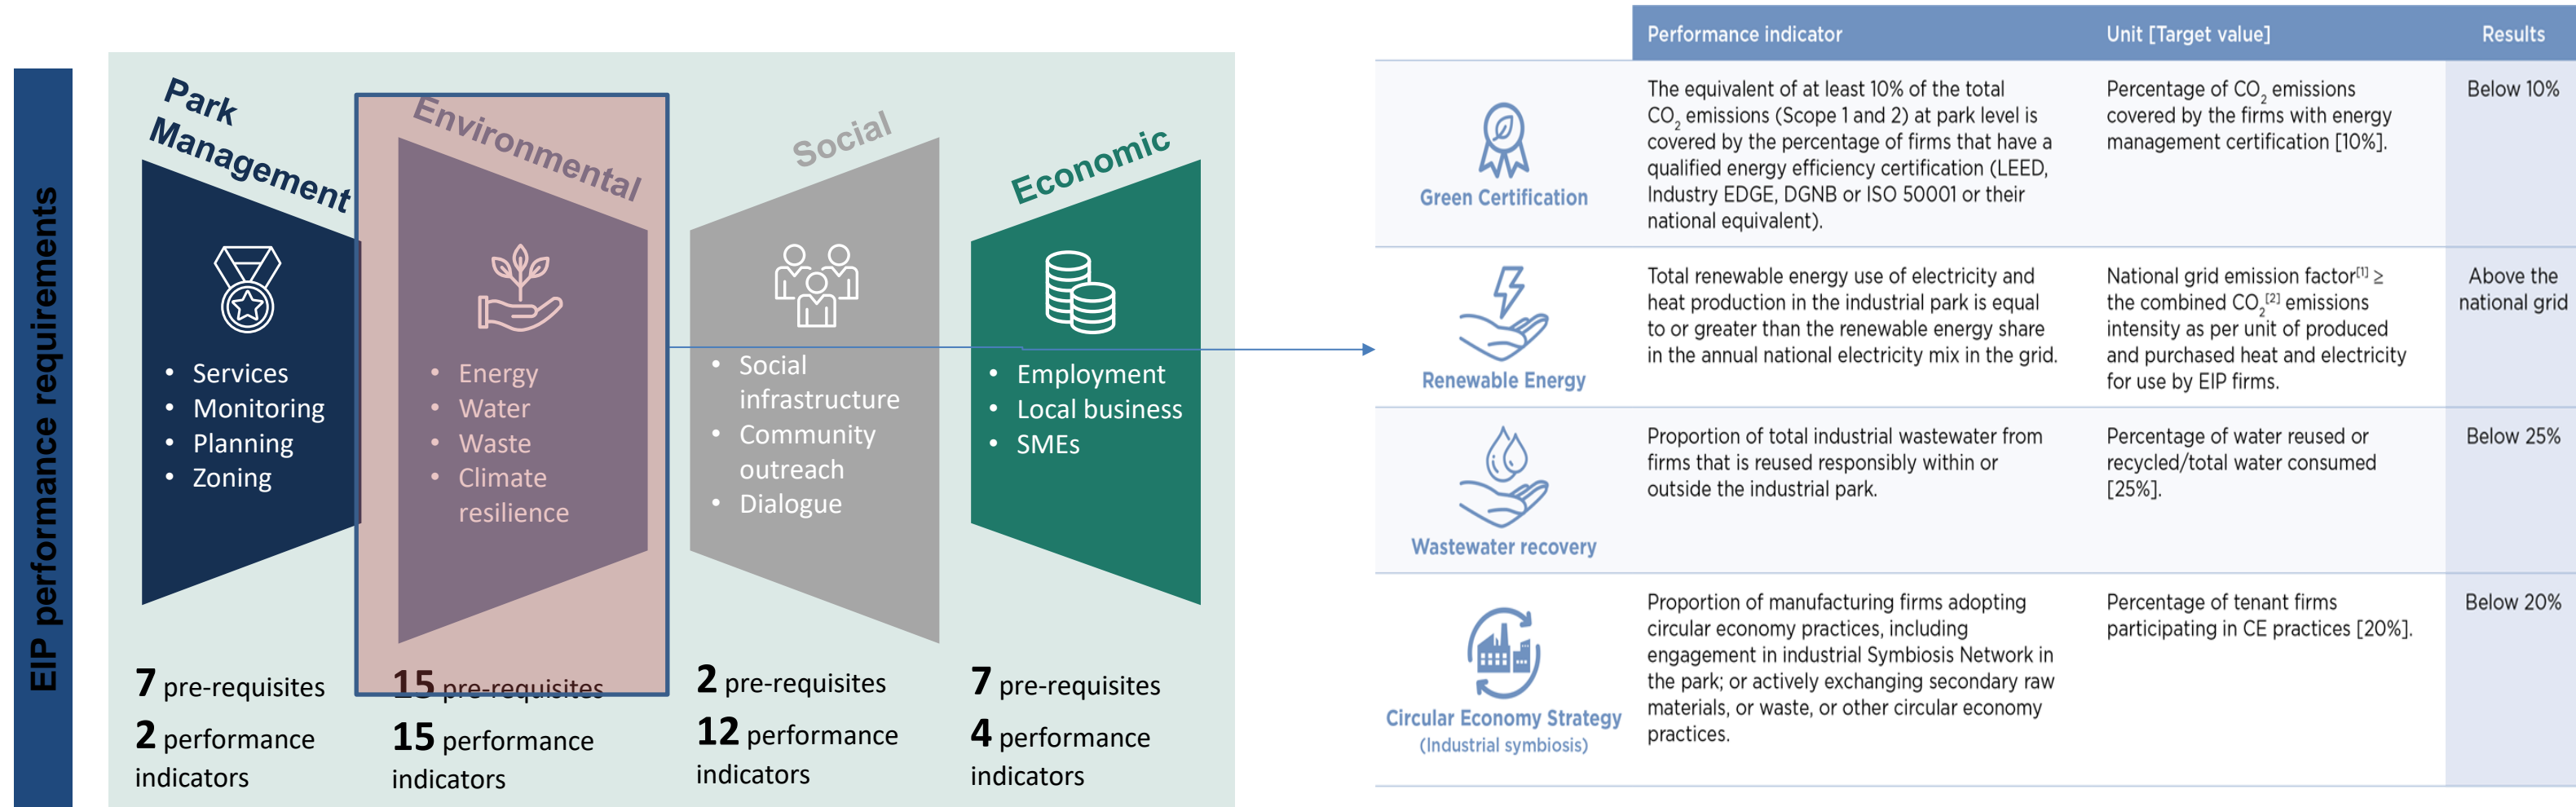 EIP performance requirements
Park
Management
• Services
• Monitoring
• Planning
• Zoning
7 pre-requisites
2 performance
indicators
Environmental
• Energy
• Water
• Waste
• Climate
resilience
15 pre-requisites
15 performance
indicators
Social
• Social
infrastructure
• Community
outreach
• Dialogue
2 pre-requisites
12 performance
indicators
Economic
• Employment
• Local business
• SMEs
7 pre-requisites
4 performance
indicators
Performance indicator
Unit [Target value]
Results
Green Certification
The equivalent of at least 10% of the total
CO2 emissions (Scope 1 and 2) at park level is
covered by the percentage of firms that have a
qualified energy efficiency certification (LEED,
Industry EDGE, DGNB or ISO 50001 or their
national equivalent).
Percentage of CO2 emissions
covered by the firms with energy
management certification [10%].
Below 10%
Renewable Energy
Total renewable energy use of electricity and
heat production in the industrial park is equal
to or greater than the renewable energy share
in the annual national electricity mix in the grid.
National grid emission factor[1] ≥
the combined CO2[2] emissions
intensity as per unit of produced
and purchased heat and electricity
for use by EIP firms.
Above the
national grid
Wastewater recovery
Proportion of total industrial wastewater from
firms that is reused responsibly within or
outside the industrial park.
Percentage of water reused or
recycled/total water consumed
[25%].
Below 25%
Circular Economy Strategy
(Industrial symbiosis)
Proportion of manufacturing firms adopting
circular economy practices, including
engagement in industrial Symbiosis Network in
the park; or actively exchanging secondary raw
materials, or waste, or other circular economy
practices.
Percentage of tenant firms
participating in CE practices [20%].
Below 20%